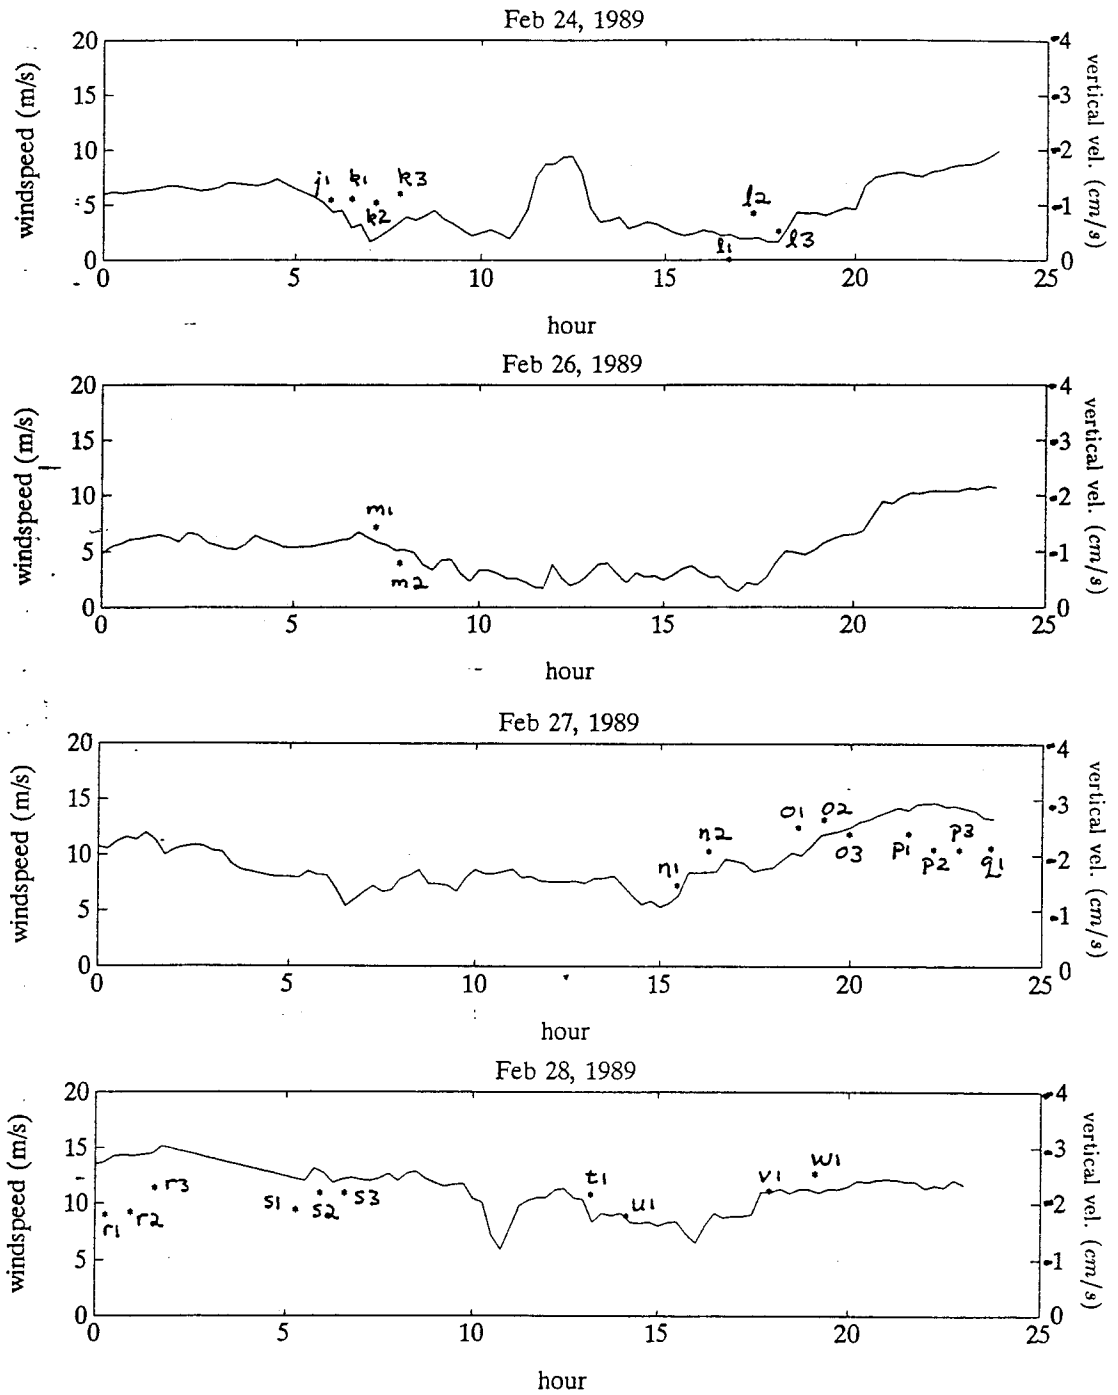 Feb 24, 1989
windspeed (m/s)
20
15
10
5
0
j1 k1 k2 k3 l1 l2 l3
.4
.3
.2
.1
0
vertical vel. (cm/s)
0 5 10 15 20 25
hour
Feb 26, 1989
windspeed (m/s)
20
15
10
5
0
m1 m2
.4
.3
.2
.1
0
vertical vel. (cm/s)
0 5 10 15 20 25
hour
Feb 27, 1989
windspeed (m/s)
20
15
10
5
0
n1 n2 o1 o2 o3 p1 p2 p3 q1
.4
.3
.2
.1
0
vertical vel. (cm/s)
0 5 10 15 20 25
hour
Feb 28, 1989
windspeed (m/s)
20
15
10
5
0
r1 r2 r3 s1 s2 s3 t1 u1 v1 w1
.4
.3
.2
.1
0
vertical vel. (cm/s)
0 5 10 15 20 25
hour